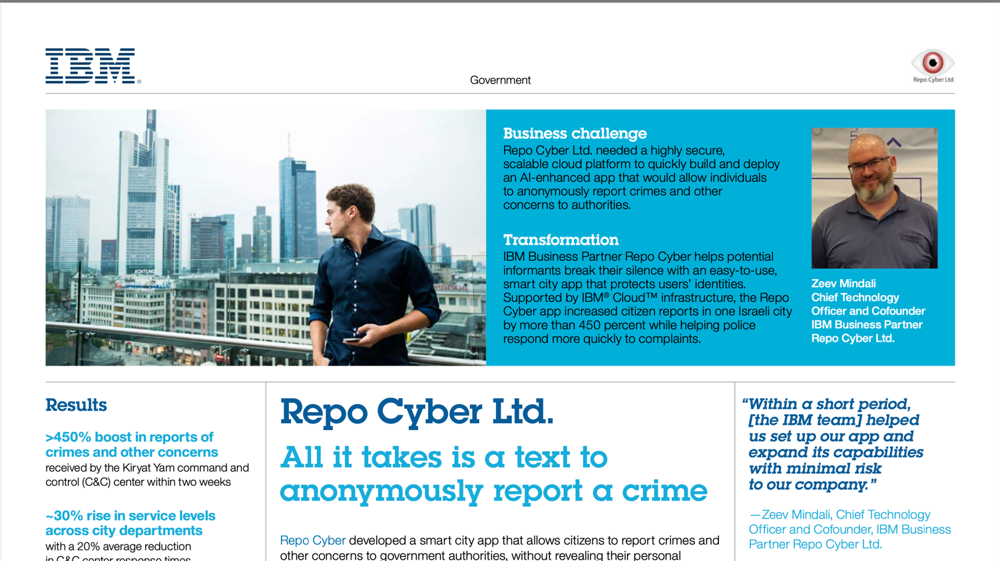 IBM®
Government
Repo Cyber Ltd
ACHTUNG
Business challenge
Repo Cyber Ltd. needed a highly secure,
scalable cloud platform to quickly build and deploy
an AI-enhanced app that would allow individuals
to anonymously report crimes and other
concerns to authorities.
Transformation
IBM Business Partner Repo Cyber helps potential
informants break their silence with an easy-to-use,
smart city app that protects users’ identities.
Supported by IBM® Cloud™ infrastructure, the Repo
Cyber app increased citizen reports in one Israeli city
by more than 450 percent while helping police
respond more quickly to complaints.
Zeev Mindali
Chief Technology
Officer and Cofounder
IBM Business Partner
Repo Cyber Ltd.
Results
>450% boost in reports of
crimes and other concerns
received by the Kiryat Yam command and
control (C&C) center within two weeks
~30% rise in service levels
across city departments
with a 20% average reduction
in C&C center response times
Repo Cyber Ltd.
All it takes is a text to
anonymously report a crime
Repo Cyber developed a smart city app that allows citizens to report crimes and
other concerns to government authorities, without revealing their personal
“Within a short period,
[the IBM team] helped
us set up our app and
expand its capabilities
with minimal risk
to our company.”
—Zeev Mindali, Chief Technology
Officer and Cofounder, IBM Business
Partner Repo Cyber Ltd.